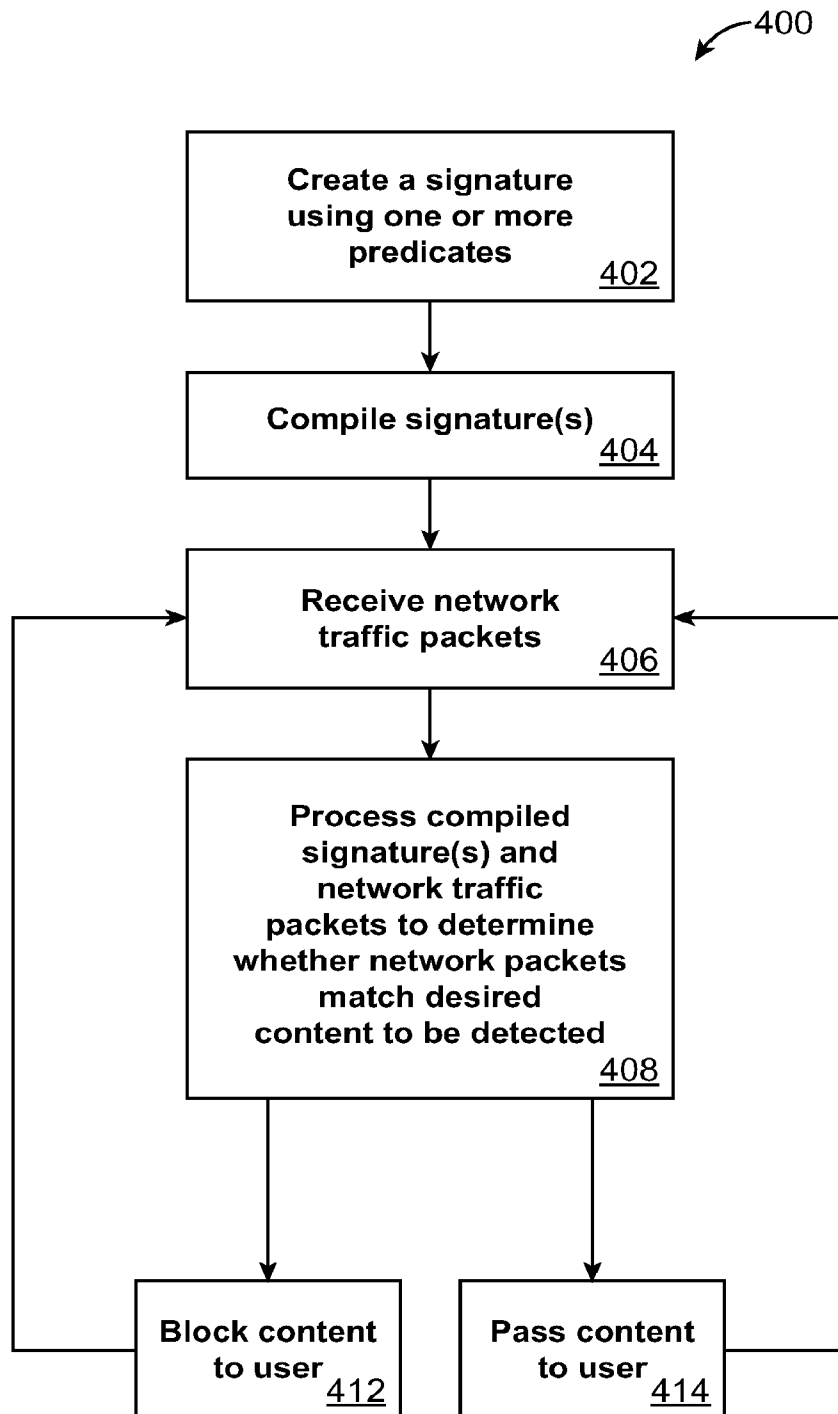 400
Create a signature
using one or more
predicates
402
Compile signature(s)
404
Receive network
traffic packets
406
Process compiled
signature(s) and
network traffic
packets to determine
whether network packets
match desired
content to be detected
408
Block content
to user
412
Pass content
to user
414